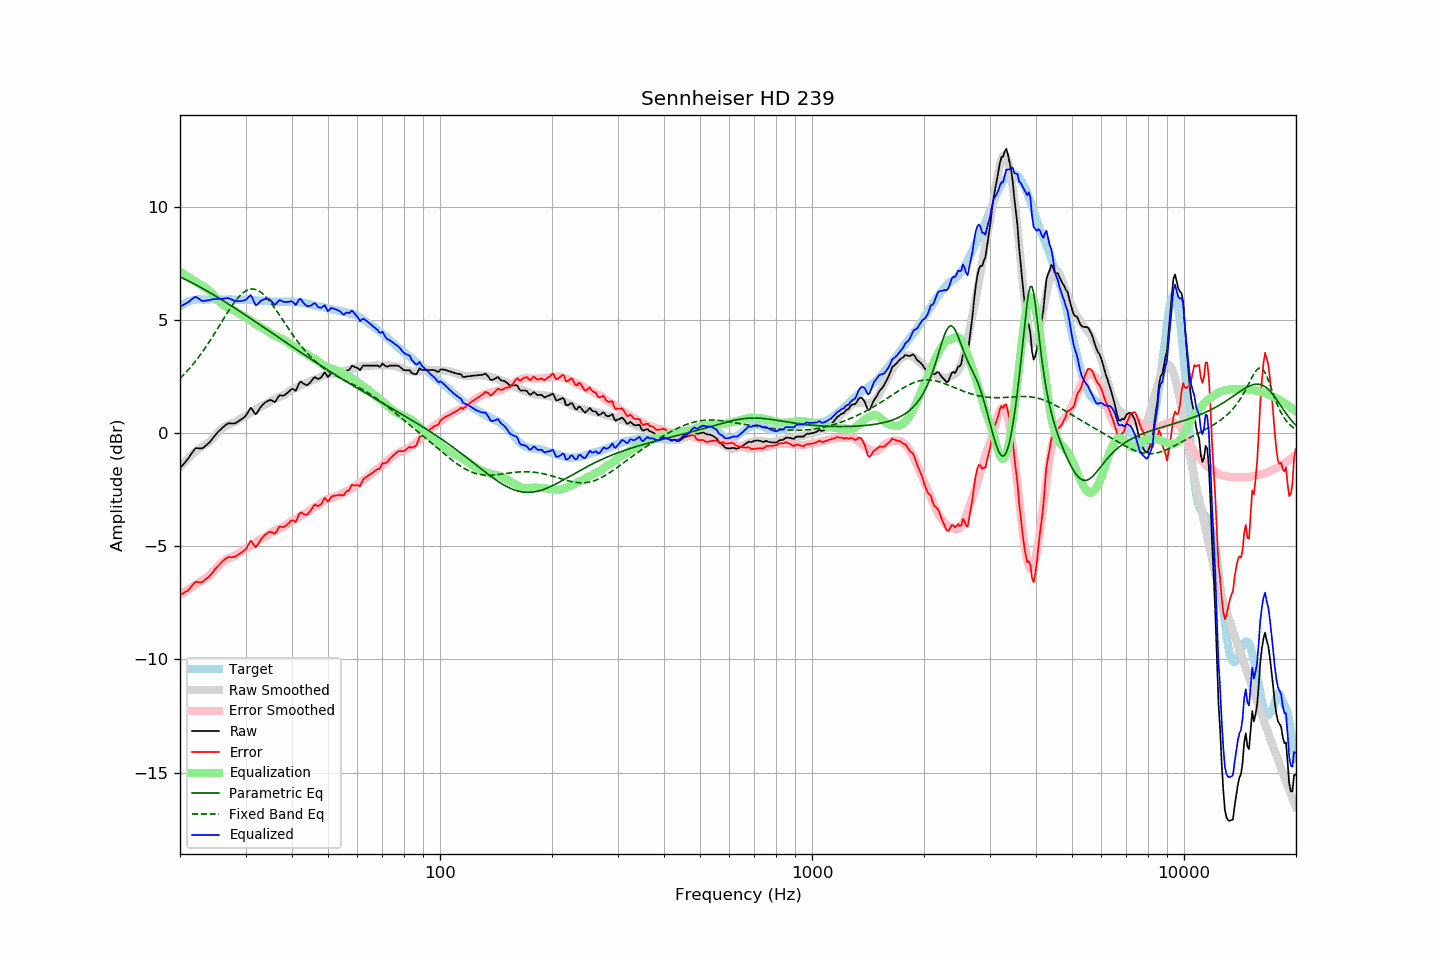 Sennheiser HD 239
Amplitude (dBr)
10
5
0
−5
−10
−15
Target
Raw Smoothed
Error Smoothed
Raw
Error
Equalization
Parametric Eq
Fixed Band Eq
Equalized
100
1000
10000
Frequency (Hz)